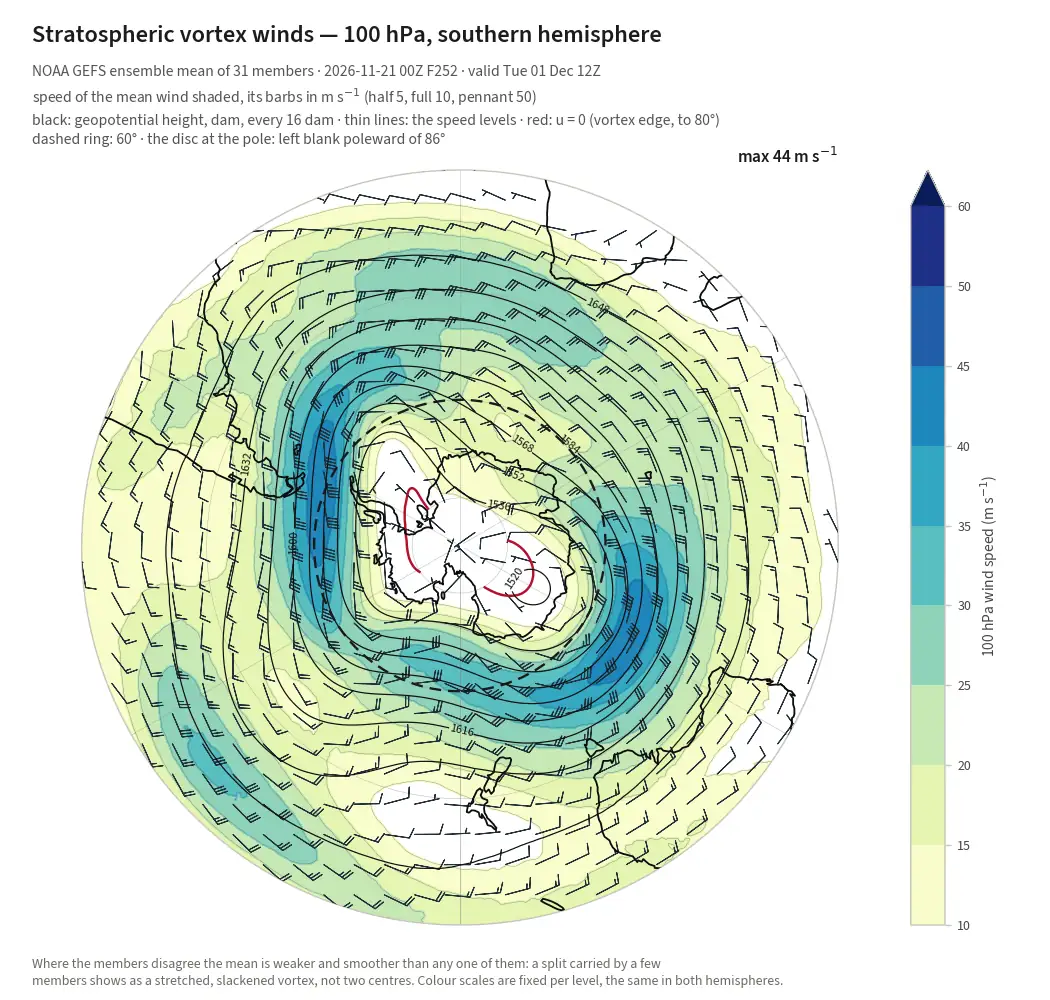 Stratospheric vortex winds — 100 hPa, southern hemisphere
NOAA GEFS ensemble mean of 31 members · 2026-11-21 00Z F252 · valid Tue 01 Dec 12Z
speed of the mean wind shaded, its barbs in m s⁻¹ (half 5, full 10, pennant 50)
black: geopotential height, dam, every 16 dam · thin lines: the speed levels · red: u = 0 (vortex edge, to 80°)
dashed ring: 60° · the disc at the pole: left blank poleward of 86°
max 44 m s⁻¹
60
50
45
40
35
30
25
20
15
10
100 hPa wind speed (m s⁻¹)
1648
1632
1568
1584
1552
1536
1600
1520
1616
Where the members disagree the mean is weaker and smoother than any one of them: a split carried by a few
members shows as a stretched, slackened vortex, not two centres. Colour scales are fixed per level, the same in both hemispheres.